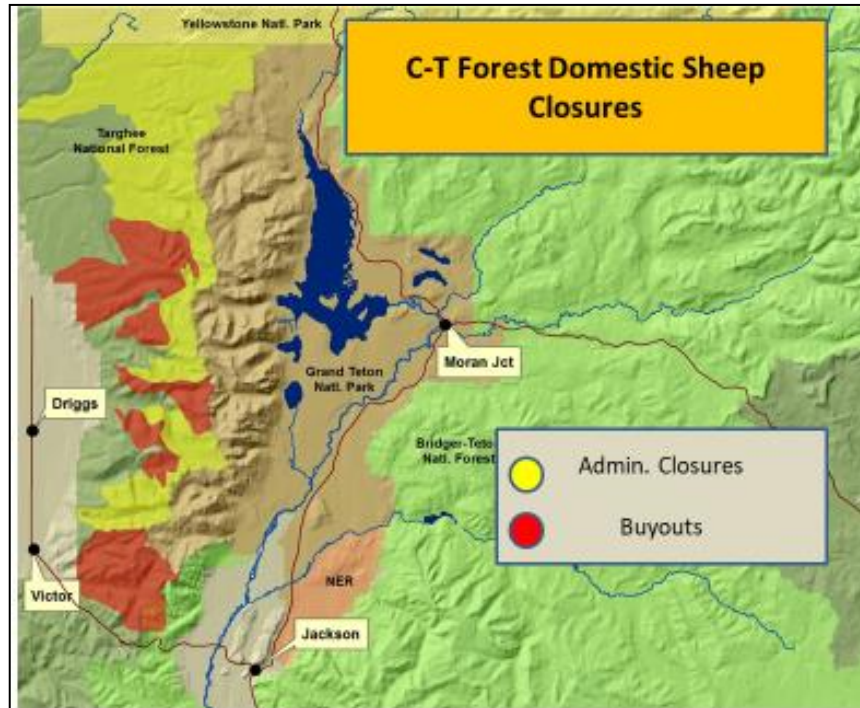 Yellowstone Natl. Park
C-T Forest Domestic Sheep
Closures
Targhee
National Forest
Moran Jct
Grand Teton
Natl. Park
Driggs
Bridger-Teto
Natl. Forest
Admin. Closures
Buyouts
NER
Victor
Jackson